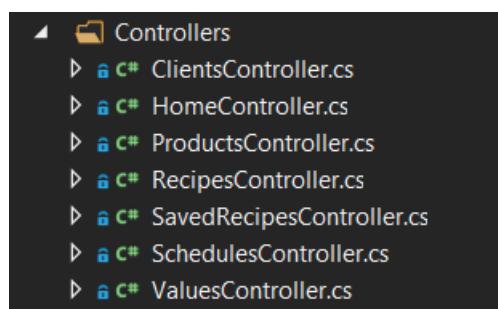 Controllers
C# ClientsController.cs
C# HomeController.cs
C# ProductsController.cs
C# RecipesController.cs
C# SavedRecipesController.cs
C# SchedulesController.cs
C# ValuesController.cs